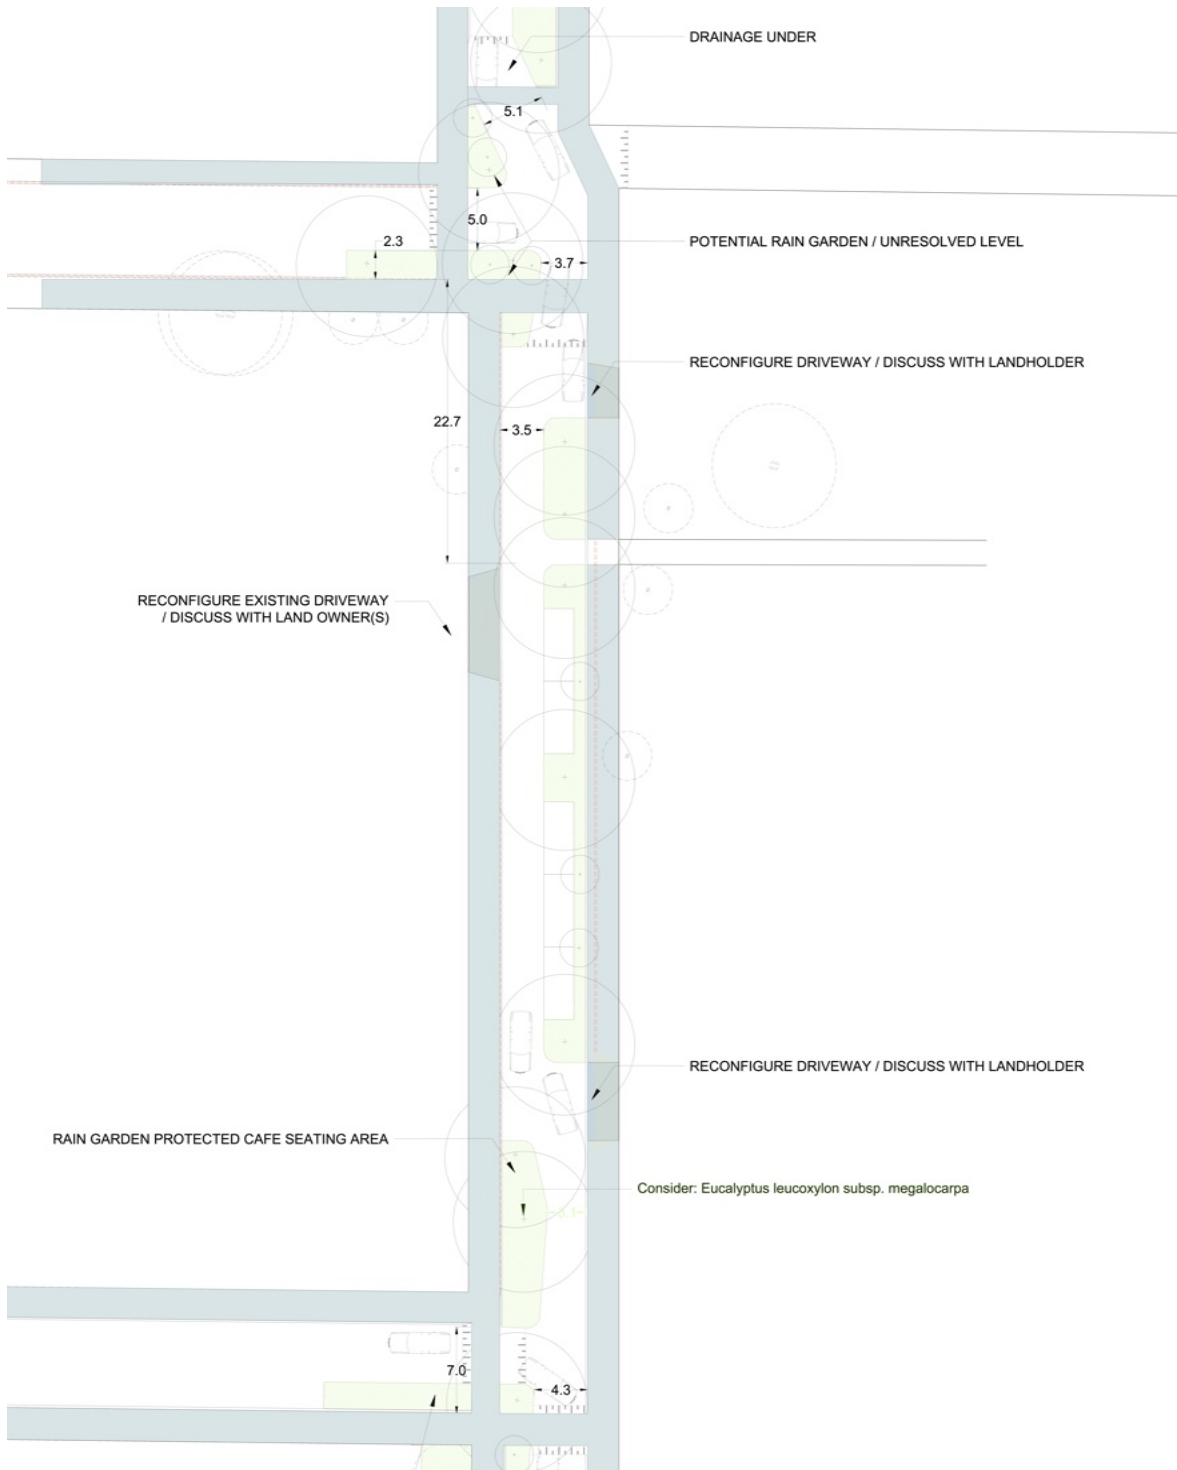 DRAINAGE UNDER
5.1
5.0
2.3
POTENTIAL RAIN GARDEN / UNRESOLVED LEVEL
3.7
RECONFIGURE DRIVEWAY / DISCUSS WITH LANDHOLDER
22.7
3.5
RECONFIGURE EXISTING DRIVEWAY
/ DISCUSS WITH LAND OWNER(S)
RECONFIGURE DRIVEWAY / DISCUSS WITH LANDHOLDER
RAIN GARDEN PROTECTED CAFE SEATING AREA
Consider: Eucalyptus leucoxylon subsp. megalocarpa
3.1
7.0
4.3